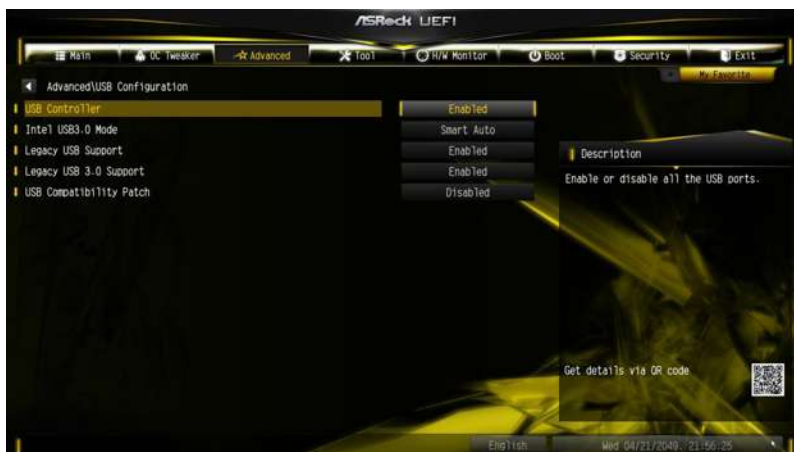 ASRock UEFI
Main OC Tweaker Advanced Tool H/W Monitor Boot Security Exit
My Favorite
Advanced\USB Configuration
USB Controller Enabled
Intel USB3.0 Mode Smart Auto
Legacy USB Support Enabled
Legacy USB 3.0 Support Enabled
USB Compatibility Patch Disabled
Description
Enable or disable all the USB ports.
Get details via QR code
English Wed 04/21/2049. 21:56:25